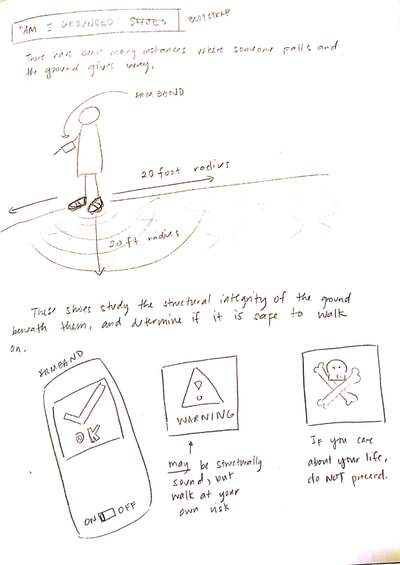 "AM I GROUNDED" SHOES
BOOTSTRAP
There have been many instances where someone falls and
the ground gives way.
ARMBAND
20 foot radius
20 ft radius
These shoes study the structural integrity of the ground
beneath them, and determine if it is safe to walk
on.
ARMBAND
OK
ON OFF
WARNING
may be structurally
sound, but
walk at your
own risk
If you care
about your life,
do NOT proceed.